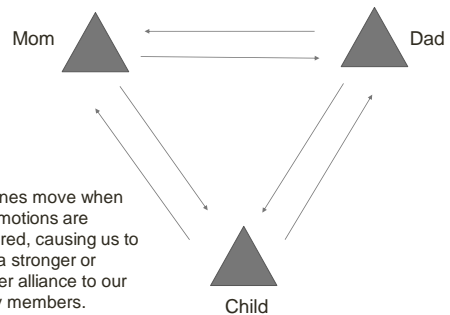 Mom
Dad
nes move when
motions are
red, causing us to
a stronger or
er alliance to our
y members.
Child